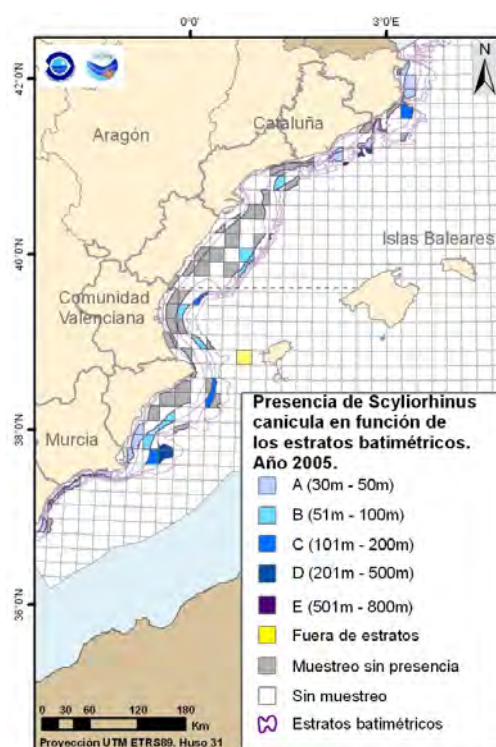 0°0'
3°0'E
N
42°0'N
Aragón
Cataluña
40°0'N
Islas Baleares
Comunidad
Valenciana
38°0'N
Murcia
36°0'N
Presencia de Scyliorhinus
canicula en función de
los estratos batimétricos.
Año 2005.
A (30m - 50m)
B (51m - 100m)
C (101m - 200m)
D (201m - 500m)
E (501m - 800m)
Fuera de estratos
Muestreo sin presencia
Sin muestreo
Estratos batimétricos
0 30 60 120 180
Km
Proyección UTM ETRS89. Huso 31